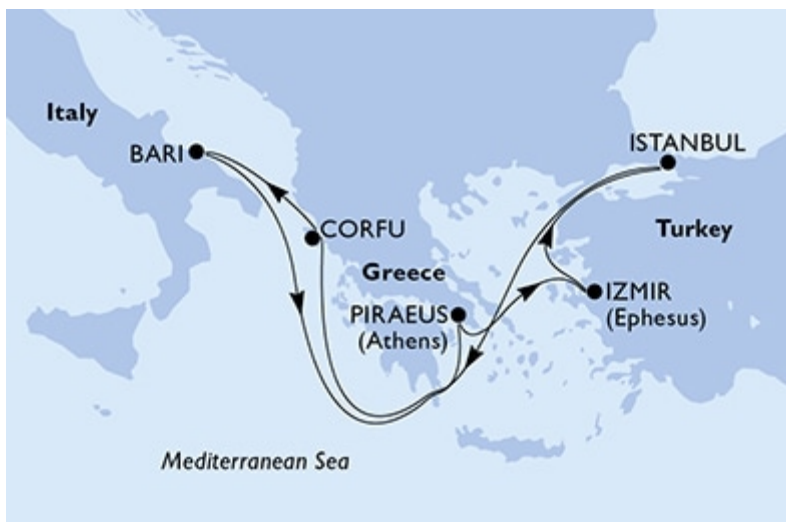 Italy
BARI
ISTANBUL
CORFU
Turkey
Greece
PIRAEUS
(Athens)
IZMIR
(Ephesus)
Mediterranean Sea